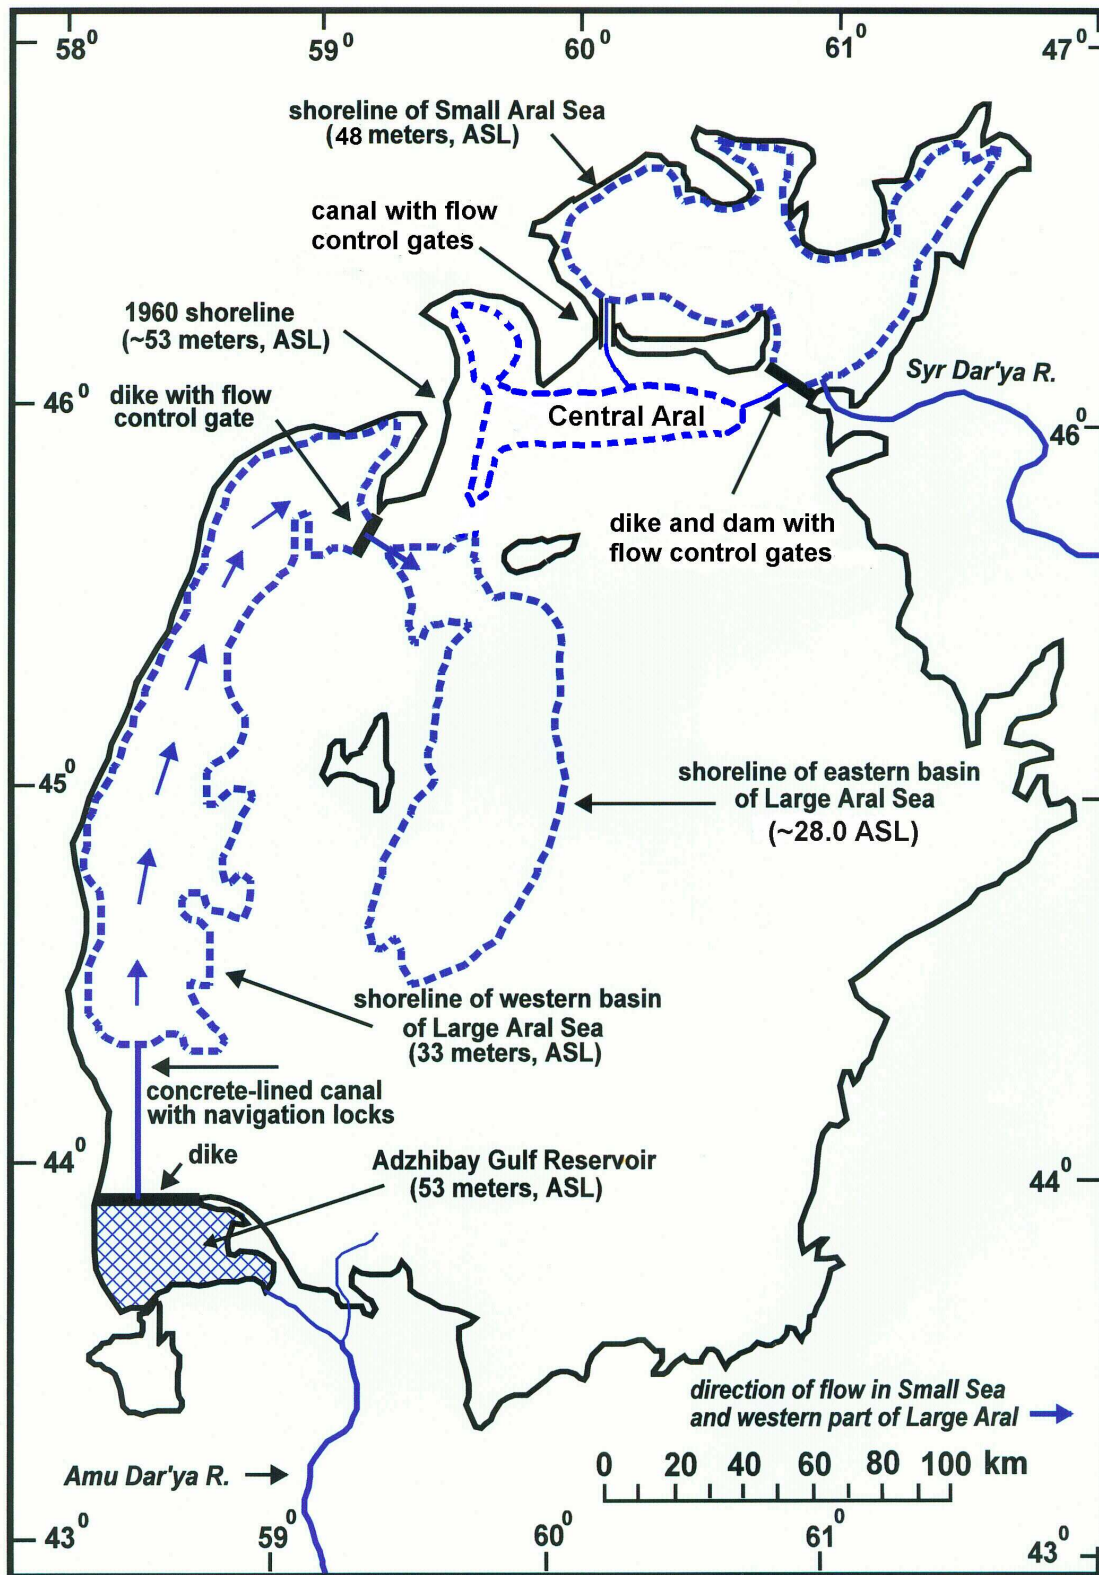 58⁰
59⁰
60⁰
61⁰
47⁰
shoreline of Small Aral Sea
(48 meters, ASL)
canal with flow
control gates
1960 shoreline
(~53 meters, ASL)
dike with flow
control gate
46⁰
Syr Dar'ya R.
Central Aral
46⁰
dike and dam with
flow control gates
45⁰
shoreline of eastern basin
of Large Aral Sea
(~28.0 ASL)
shoreline of western basin
of Large Aral Sea
(33 meters, ASL)
concrete-lined canal
with navigation locks
44⁰
dike
Adzhibay Gulf Reservoir
(53 meters, ASL)
44⁰
direction of flow in Small Sea
and western part of Large Aral
Amu Dar'ya R.
0 20 40 60 80 100 km
43⁰
59⁰
60⁰
61⁰
43⁰